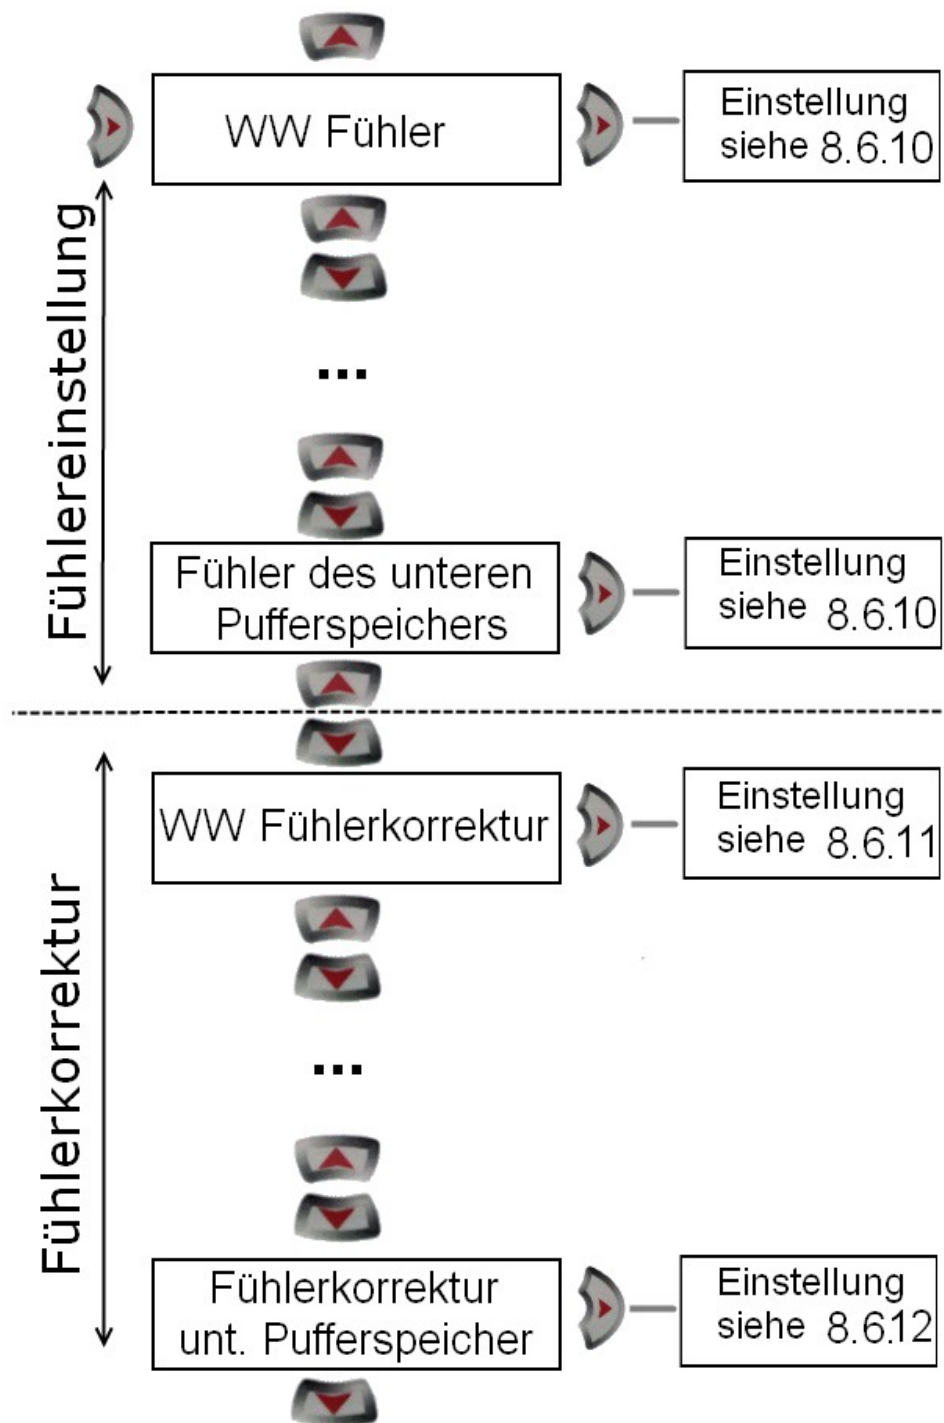 WW Fühler
Einstellung
siehe 8.6.10
Fühlereinstellung
...
Fühler des unteren
Pufferspeichers
Einstellung
siehe 8.6.10
WW Fühlerkorrektur
Einstellung
siehe 8.6.11
Fühlerkorrektur
...
Fühlerkorrektur
unt. Pufferspeicher
Einstellung
siehe 8.6.12